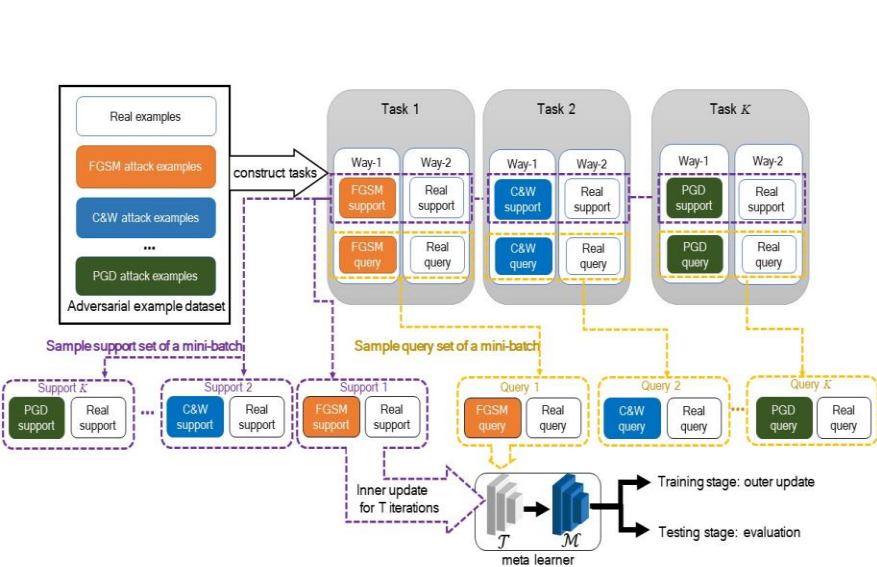 Task 1
Task 2
Task K
Real examples
FGSM attack examples
C&W attack examples
...
PGD attack examples
Adversarial example dataset
construct tasks
Way-1
Way-2
FGSM
support
Real
support
FGSM
query
Real
query
Way-1
Way-2
C&W
support
Real
support
C&W
query
Real
query
Way-1
Way-2
PGD
support
Real
support
PGD
query
Real
query
Sample support set of a mini-batch
Sample query set of a mini-batch
Support K
PGD
support
Real
support
...
Support 2
C&W
support
Real
support
Support 1
FGSM
support
Real
support
Query 1
FGSM
query
Real
query
Query 2
C&W
query
Real
query
...
Query K
PGD
query
Real
query
Inner update
for T iterations
𝒯
ℳ
meta learner
Training stage: outer update
Testing stage: evaluation